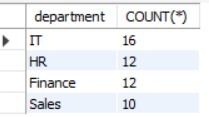 department COUNT(*)
IT 16
HR 12
Finance 12
Sales 10